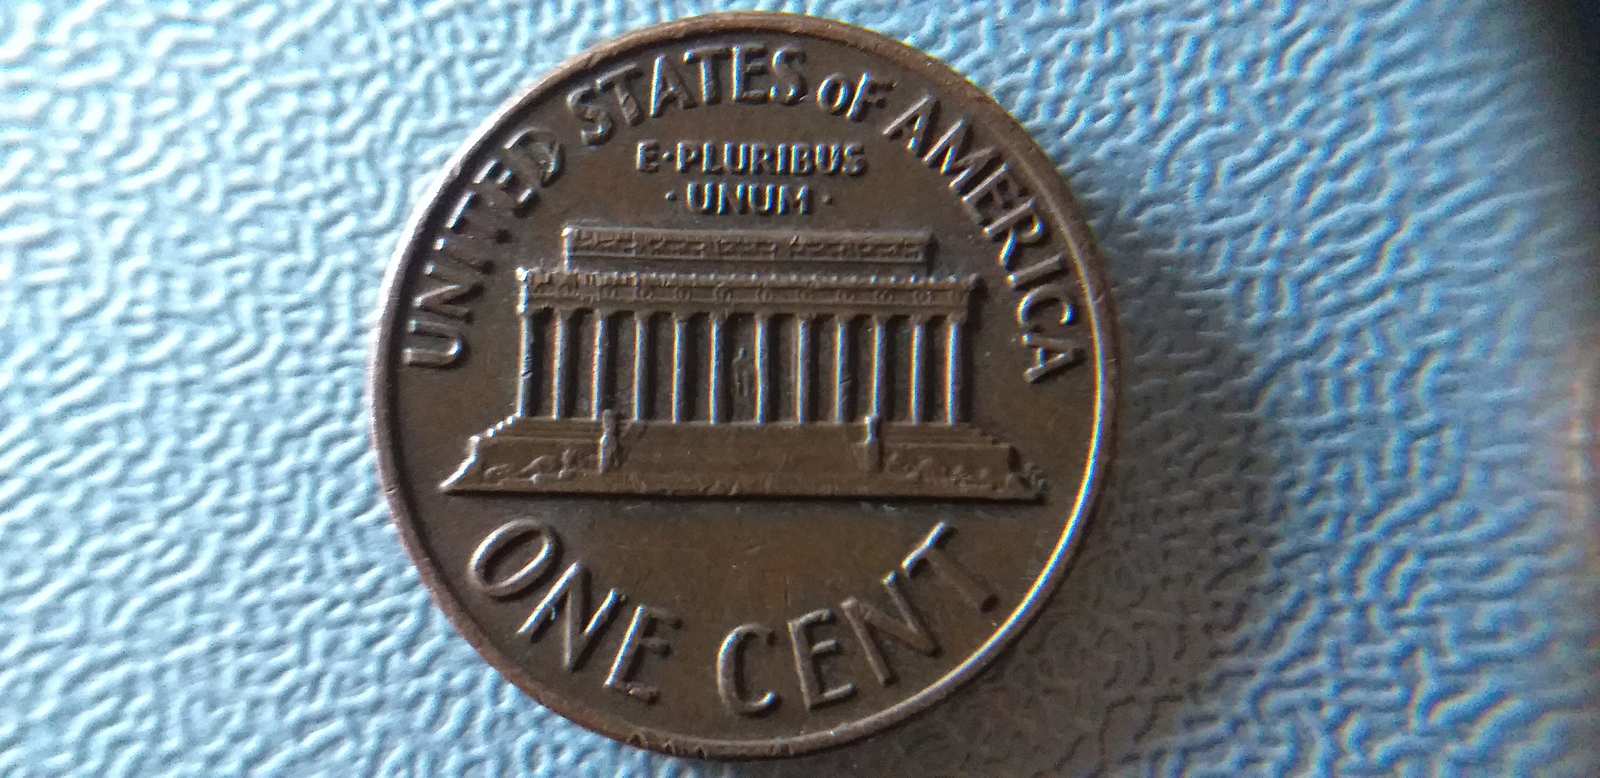 UNITED STATES oF AMERICA
E·PLURIBUS
·UNUM·
ONE CENT